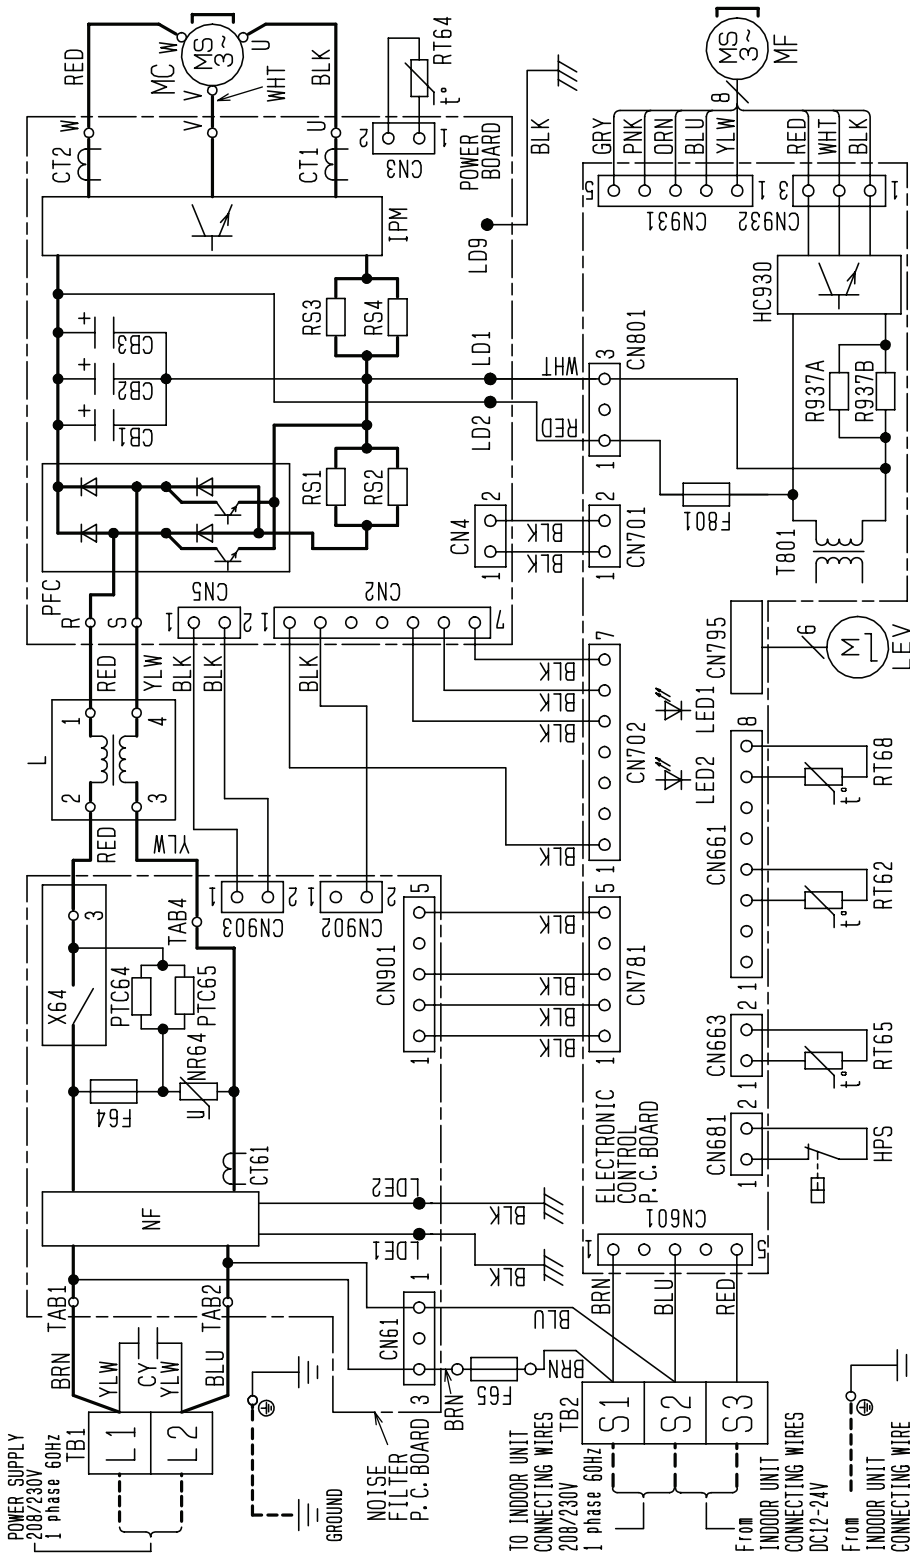 POWER SUPPLY
208/230V
1 phase 60Hz
TB1
L1
L2
BRN
YLW
CY
YLW
BLU
TAB1
TAB2
GROUND
NF
CT61
F64
NR64
U
X64
3
PTC64
PTC65
TAB4
RED
YLW
L
2
1
3
4
RED
YLW
BLK
BLK
R
S
PFC
CB1
CB2
CB3
+
+
+
IPM
CT2
CT1
W
V
U
RED
WHT
BLK
MC
W
V
U
MS
3~
NOISE
FILTER
P.C.BOARD
CN61
3
1
LDE1
LDE2
BLK
BLK
CN901
1
5
CN902
1
2
CN903
1
2
BLK
CN5
1
2
CN2
1
7
CN4
1
2
RS1
RS2
RS3
RS4
LD2
LD1
LD9
POWER
BOARD
CN3
2
1
RT64
t°
BLK
BRN
F65
BRN
BLU
TO INDOOR UNIT
CONNECTING WIRES
208/230V
1 phase 60Hz
TB2
S1
S2
S3
From
INDOOR UNIT
CONNECTING WIRES
DC12-24V
From
INDOOR UNIT
CONNECTING WIRE
BRN
BLU
RED
CN601
1
5
ELECTRONIC
CONTROL
P.C.BOARD
CN781
1
5
BLK
BLK
BLK
BLK
CN702
1
7
BLK
BLK
BLK
BLK
CN701
1
2
BLK
BLK
CN801
1
3
RED
WHT
F801
T801
R937A
R937B
HC930
CN931
5
1
CN932
3
1
GRY
PNK
ORN
BLU
YLW
RED
WHT
BLK
8
MS
3~
MF
LED2
LED1
CN681
1
2
HPS
CN663
1
2
RT65
t°
CN661
1
8
RT62
t°
RT68
t°
CN795
6
M
LEV